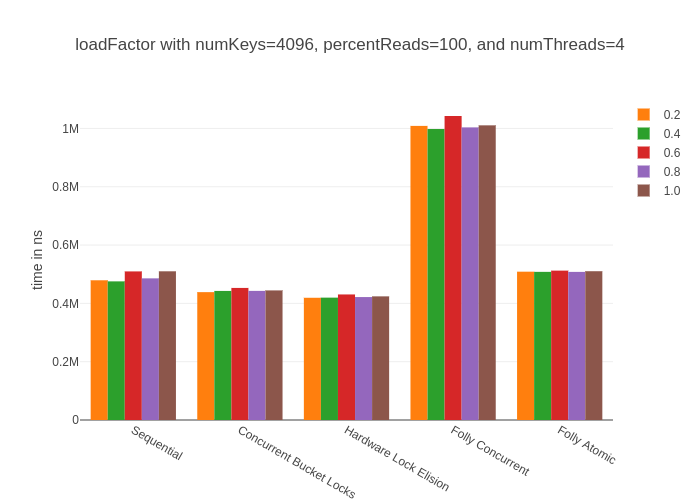 loadFactor with numKeys=4096, percentReads=100, and numThreads=4
0.2
0.4
0.6
0.8
1.0
time in ns
1M
0.8M
0.6M
0.4M
0.2M
0
Sequential
Concurrent Bucket Locks
Hardware Lock Elision
Folly Concurrent
Folly Atomic